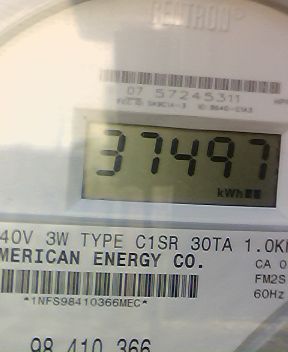 CENTRON
07 57245311
37497
kWh
40V 3W TYPE C1SR 30TA 1.0K
MERICAN ENERGY CO.
CA 0
FM2S
60Hz
*1NFS98410366MEC*
98 410 366